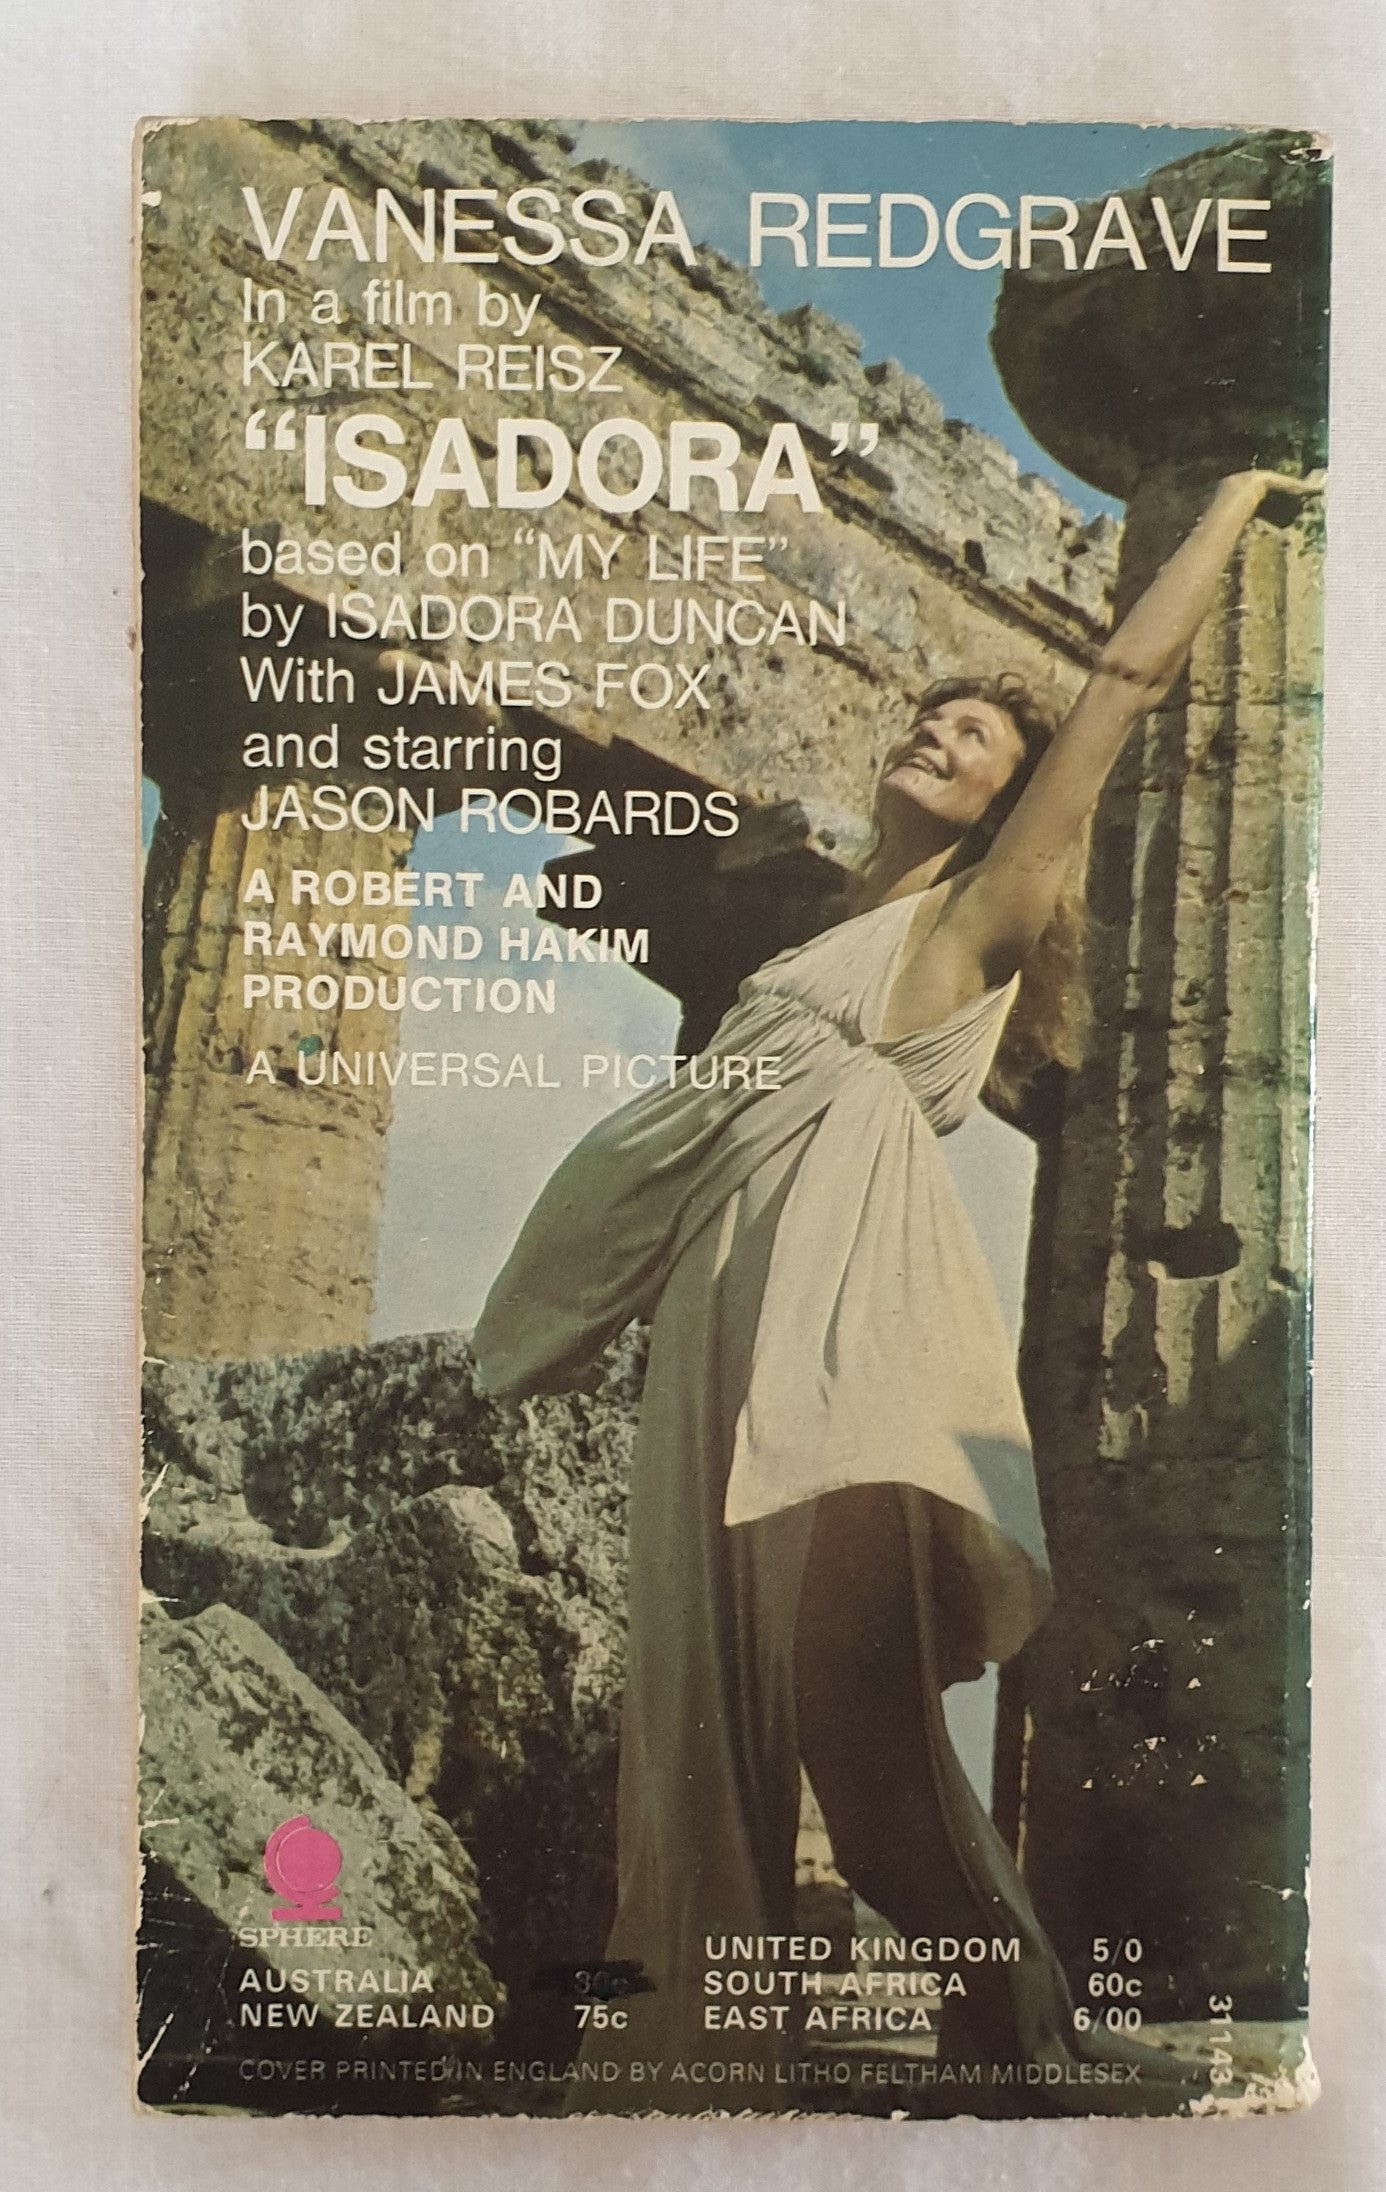 VANESSA REDGRAVE
In a film by
KAREL REISZ
“ISADORA”
based on “MY LIFE”
by ISADORA DUNCAN
With JAMES FOX
and starring
JASON ROBARDS
A ROBERT AND
RAYMOND HAKIM
PRODUCTION
A UNIVERSAL PICTURE
SPHERE
AUSTRALIA
NEW ZEALAND 75c
UNITED KINGDOM 5/0
SOUTH AFRICA 60c
EAST AFRICA 6/00
COVER PRINTED IN ENGLAND BY ACORN LITHO FELTHAM MIDDLESEX
31143